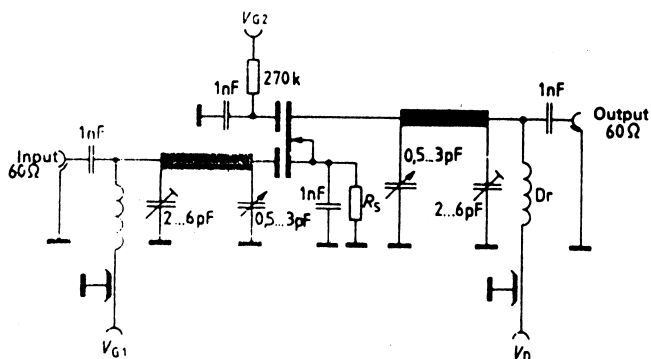 VG2
270k
1nF
1nF
Input
60Ω
1nF
Output
60Ω
0,5...3pF
2...6pF
0,5...3pF
1nF
RS
2...6pF
Dr
VG1
VD